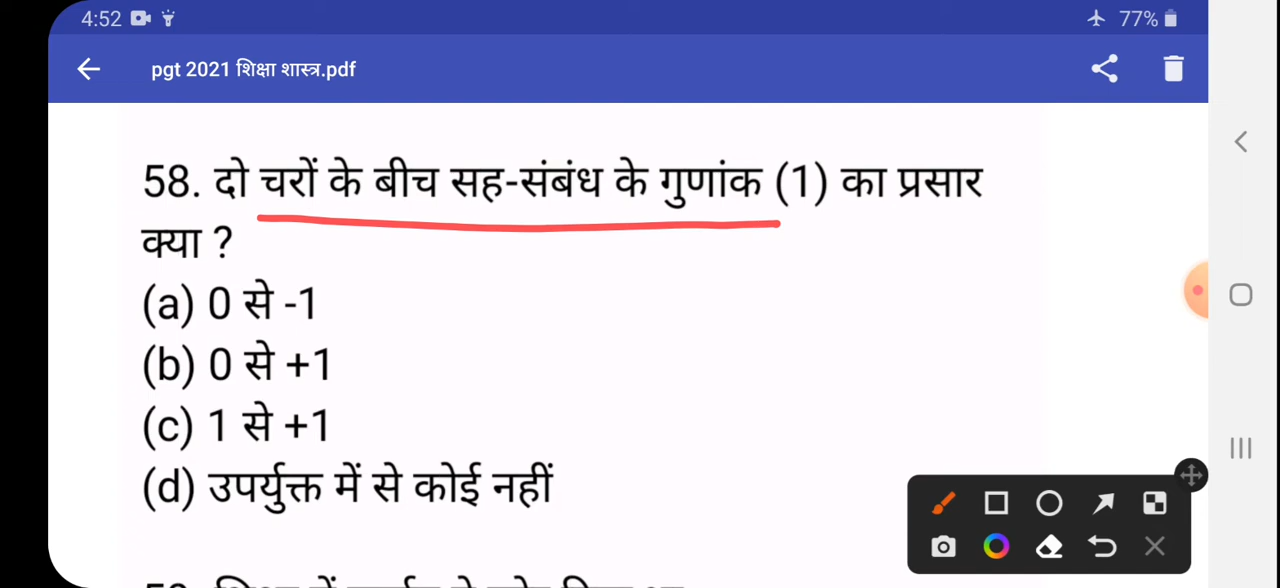 4:52
77%
pgt 2021 शिक्षा शास्त्र.pdf
58. दो चरों के बीच सह-संबंध के गुणांक (1) का प्रसार
क्या ?
(a) 0 से -1
(b) 0 से +1
(c) 1 से +1
(d) उपर्युक्त में से कोई नहीं